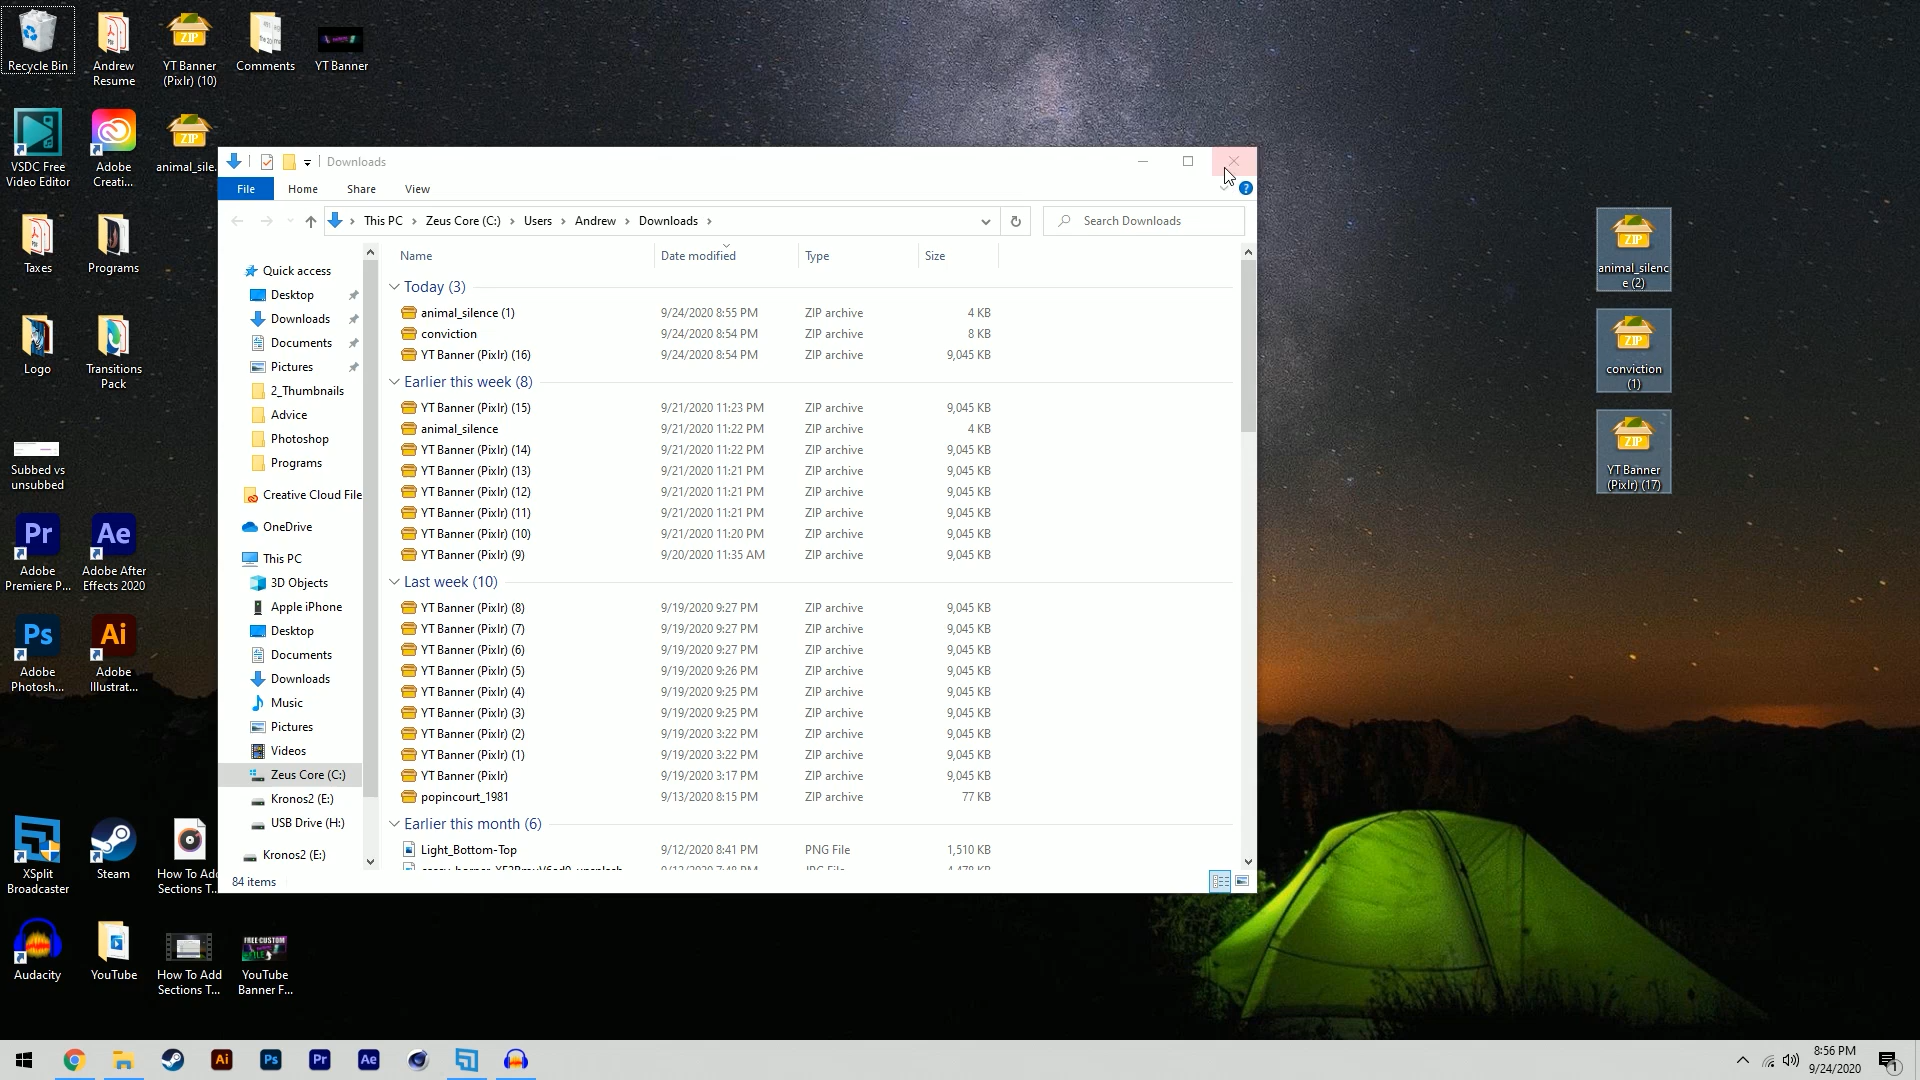 Recycle Bin
Andrew
Resume
YT Banner
(Pixlr) (10)
Comments
YT Banner
VSDC Free
Video Editor
Adobe
Creati...
animal_sile.
Taxes
Programs
Logo
Transitions
Pack
Subbed vs
unsubbed
Adobe
Premiere P...
Adobe After
Effects 2020
Adobe
Photosh...
Adobe
Illustrat...
XSplit
Broadcaster
Steam
How To Add
Sections T...
Audacity
YouTube
How To Add
Sections T...
YouTube
Banner F...
FREE CUSTOM
Downloads
File
Home
Share
View
This PC
Zeus Core (C:)
Users
Andrew
Downloads
Search Downloads
Quick access
Desktop
Downloads
Documents
Pictures
2_Thumbnails
Advice
Photoshop
Programs
Creative Cloud File
OneDrive
This PC
3D Objects
Apple iPhone
Desktop
Documents
Downloads
Music
Pictures
Videos
Zeus Core (C:)
Kronos2 (E:)
USB Drive (H:)
Kronos2 (E:)
Name Date modified Type Size
Today (3)
animal_silence (1) 9/24/2020 8:55 PM ZIP archive 4 KB
conviction 9/24/2020 8:54 PM ZIP archive 8 KB
YT Banner (Pixlr) (16) 9/24/2020 8:54 PM ZIP archive 9,045 KB
Earlier this week (8)
YT Banner (Pixlr) (15) 9/21/2020 11:23 PM ZIP archive 9,045 KB
animal_silence 9/21/2020 11:22 PM ZIP archive 4 KB
YT Banner (Pixlr) (14) 9/21/2020 11:22 PM ZIP archive 9,045 KB
YT Banner (Pixlr) (13) 9/21/2020 11:21 PM ZIP archive 9,045 KB
YT Banner (Pixlr) (12) 9/21/2020 11:21 PM ZIP archive 9,045 KB
YT Banner (Pixlr) (11) 9/21/2020 11:21 PM ZIP archive 9,045 KB
YT Banner (Pixlr) (10) 9/21/2020 11:20 PM ZIP archive 9,045 KB
YT Banner (Pixlr) (9) 9/20/2020 11:35 AM ZIP archive 9,045 KB
Last week (10)
YT Banner (Pixlr) (8) 9/19/2020 9:27 PM ZIP archive 9,045 KB
YT Banner (Pixlr) (7) 9/19/2020 9:27 PM ZIP archive 9,045 KB
YT Banner (Pixlr) (6) 9/19/2020 9:27 PM ZIP archive 9,045 KB
YT Banner (Pixlr) (5) 9/19/2020 9:26 PM ZIP archive 9,045 KB
YT Banner (Pixlr) (4) 9/19/2020 9:25 PM ZIP archive 9,045 KB
YT Banner (Pixlr) (3) 9/19/2020 9:25 PM ZIP archive 9,045 KB
YT Banner (Pixlr) (2) 9/19/2020 3:22 PM ZIP archive 9,045 KB
YT Banner (Pixlr) (1) 9/19/2020 3:22 PM ZIP archive 9,045 KB
YT Banner (Pixlr) 9/19/2020 3:17 PM ZIP archive 9,045 KB
popincourt_1981 9/13/2020 8:15 PM ZIP archive 77 KB
Earlier this month (6)
Light_Bottom-Top 9/12/2020 8:41 PM PNG File 1,510 KB
84 items
animal_silenc
e (2)
conviction
(1)
YT Banner
(Pixlr) (17)
8:56 PM
9/24/2020